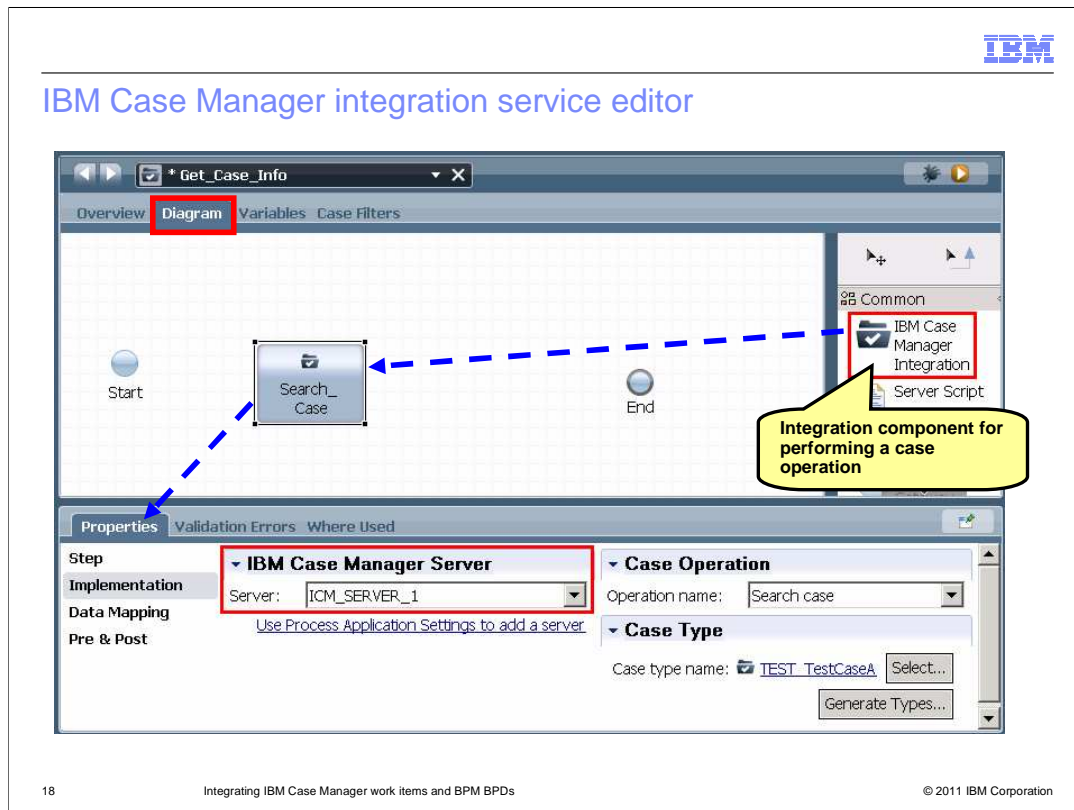 IBM
IBM Case Manager integration service editor
* Get_Case_Info
Overview Diagram Variables Case Filters
Common
IBM Case
Manager
Integration
Server Script
Start
Search_
Case
End
Integration component for
performing a case
operation
Properties Validation Errors Where Used
Step
Implementation
Data Mapping
Pre & Post
IBM Case Manager Server
Server: ICM_SERVER_1
Use Process Application Settings to add a server
Case Operation
Operation name: Search case
Case Type
Case type name: TEST_TestCaseA Select...
Generate Types...
18 Integrating IBM Case Manager work items and BPM BPDs © 2011 IBM Corporation